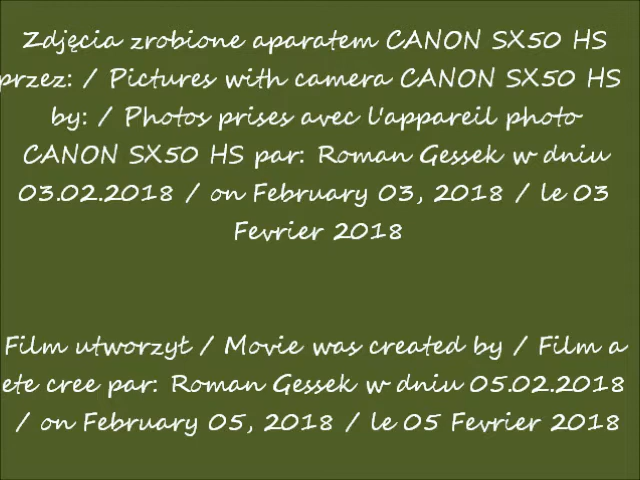 Zdjęcia zrobione aparatem CANON SX50 HS
przez: / Pictures with camera CANON SX50 HS
by: / Photos prises avec l'appareil photo
CANON SX50 HS par: Roman Gessek w dniu
03.02.2018 / on February 03, 2018 / le 03
Fevrier 2018
Film utworzył / Movie was created by / Film a
ete cree par: Roman Gessek w dniu 05.02.2018
/ on February 05, 2018 / le 05 Fevrier 2018